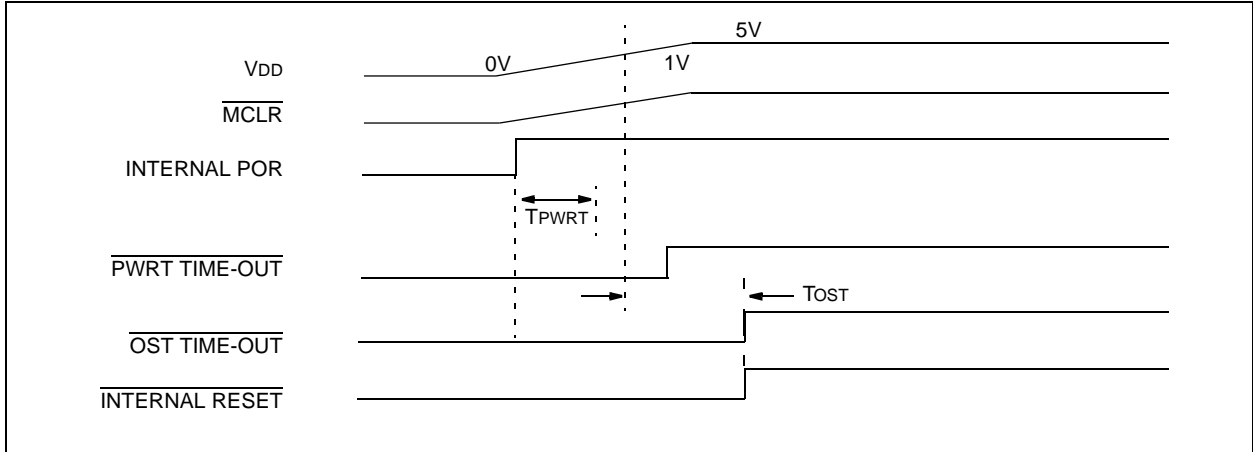 5V
VDD 0V 1V
MCLR
INTERNAL POR
TPWRT
PWRT TIME-OUT
TOST
OST TIME-OUT
INTERNAL RESET